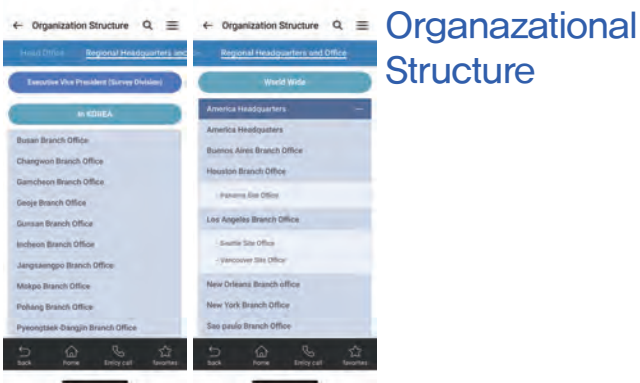 ← Organization Structure
Head Office Regional Headquarters and
Executive Vice President (Survey Division)
In KOREA
Busan Branch Office
Changwon Branch Office
Gamcheon Branch Office
Geoje Branch Office
Gunsan Branch Office
Incheon Branch Office
Jangsaengpo Branch Office
Mokpo Branch Office
Pohang Branch Office
Pyeongtaek-Dangjin Branch Office
Back Home Entry call favorites
← Organization Structure
Regional Headquarters and Office
World Wide
America Headquarters
America Headquarters
Buenos Aires Branch Office
Houston Branch Office
- Panama Site Office
Los Angeles Branch Office
- Seattle Site Office
- Vancouver Site Office
New Orleans Branch office
New York Branch Office
Sao paulo Branch Office
Back Home Entry call favorites
Organazational
Structure